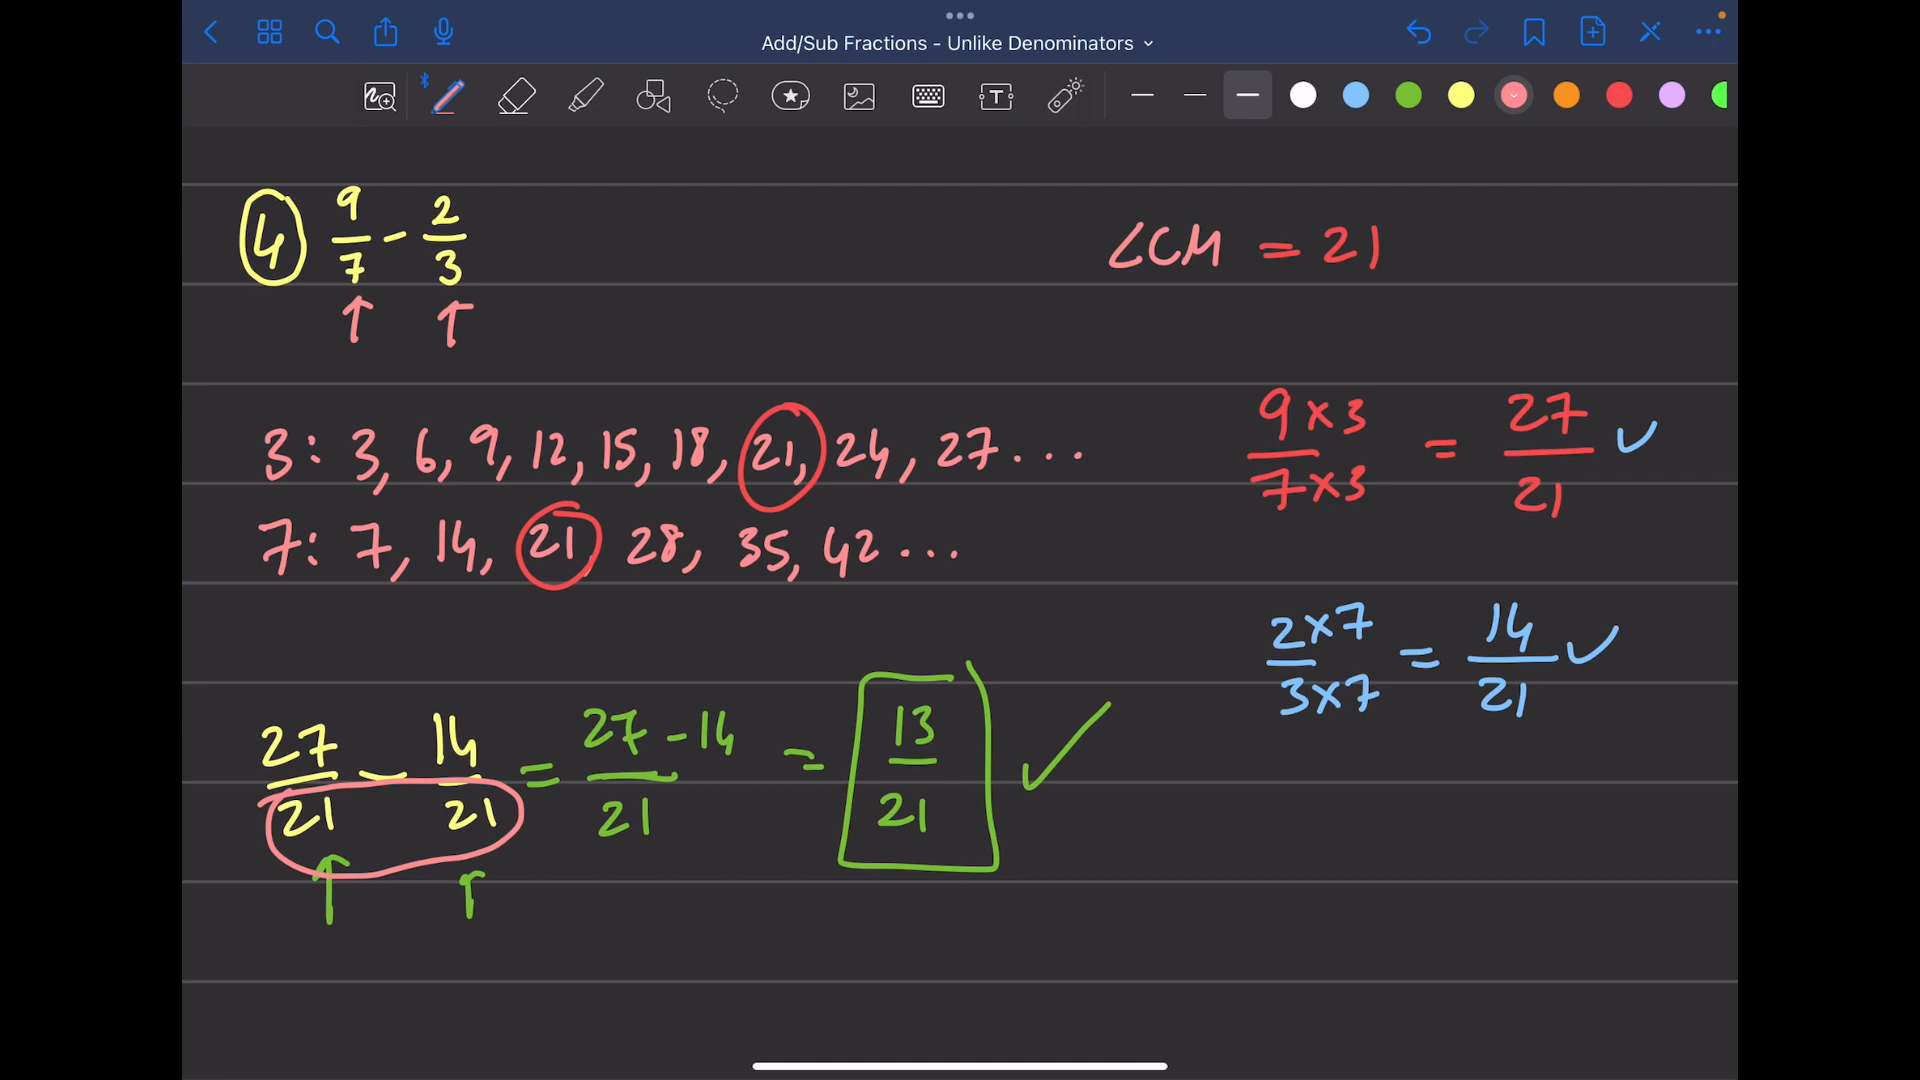 Add/Sub Fractions - Unlike Denominators
T
4 9/7 - 2/3
LCM = 21
3: 3, 6, 9, 12, 15, 18, 21, 24, 27...
7: 7, 14, 21, 28, 35, 42...
9×3/7×3 = 27/21 ✓
2×7/3×7 = 14/21 ✓
27/21 - 14/21 = 27-14/21 = 13/21 ✓